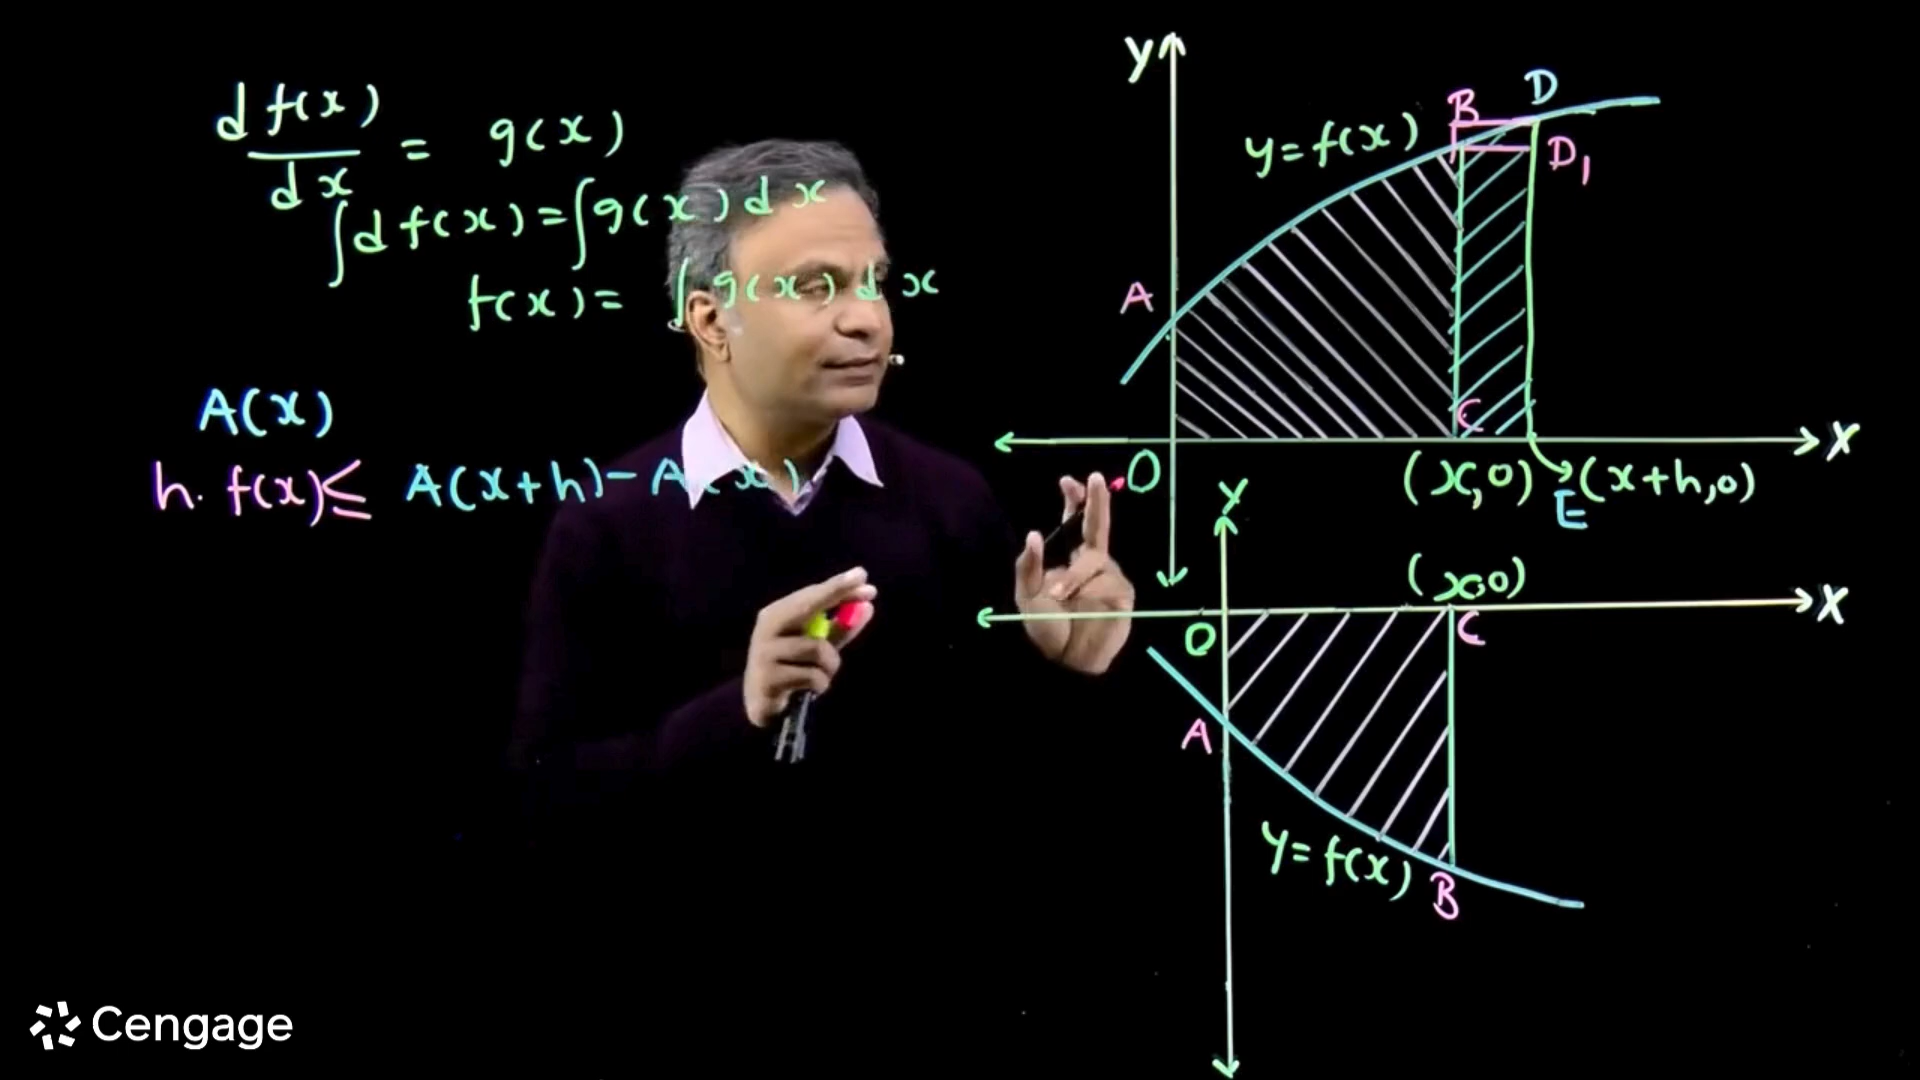 d f(x)
dx
= g(x)
∫d f(x) = ∫g(x) dx
f(x) = ∫ g(x) dx
A(x)
h. f(x) ≤ A(x+h) - A(x)
y
B D
y = f(x)
D₁
A
C
X
O
(x,0) (x+h,0)
E
y
(x,0)
X
O
C
A
y = f(x)
B
Cengage